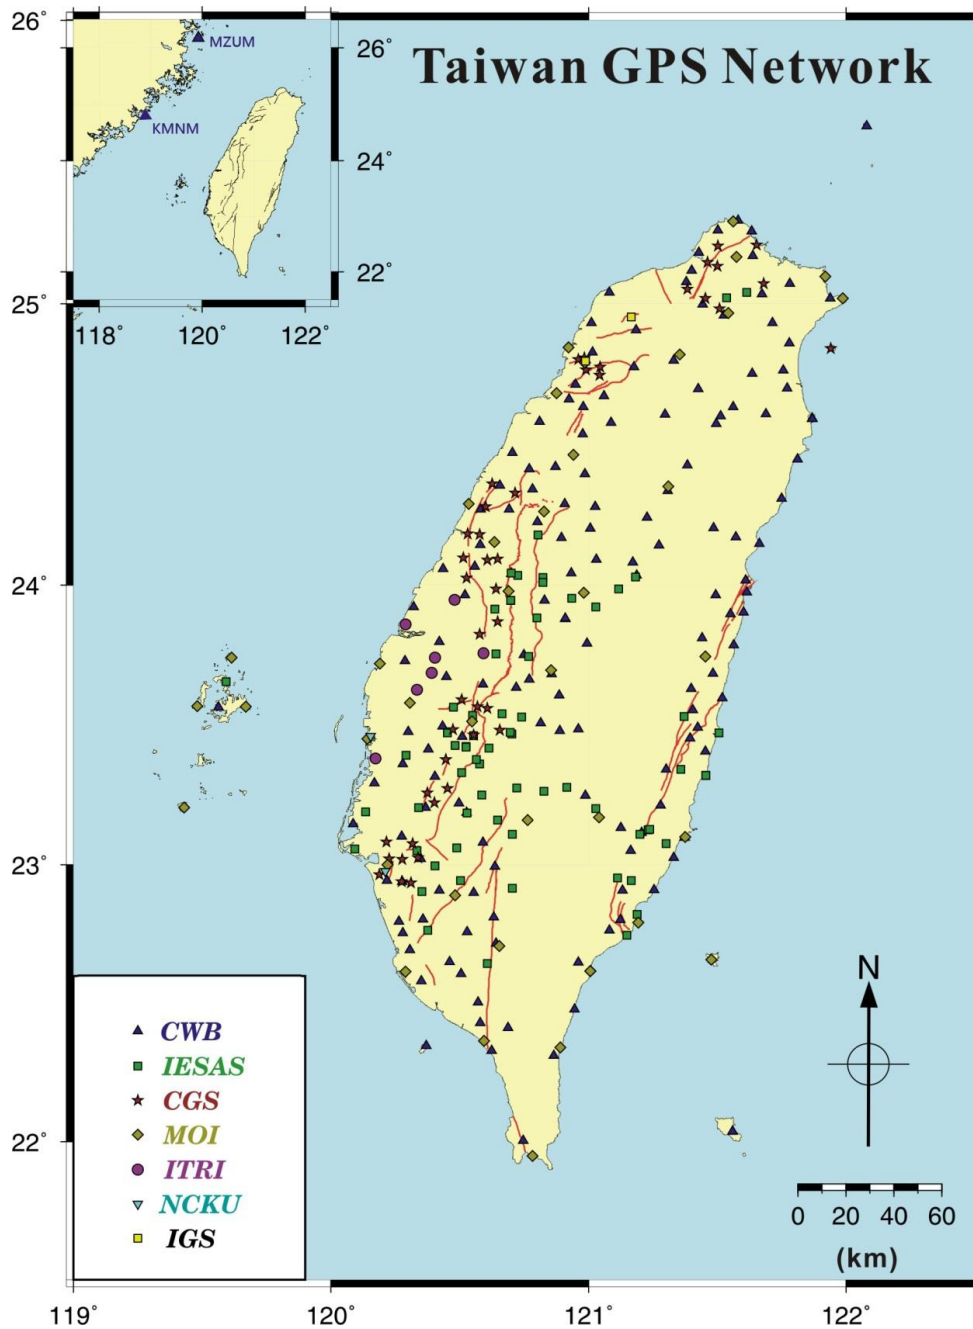 Taiwan GPS Network
26°
25°
24°
23°
22°
MZUM
KMNM
26°
24°
22°
118°
120°
122°
N
CWB
IESAS
CGS
MOI
ITRI
NCKU
IGS
0 20 40 60
(km)
119°
120°
121°
122°